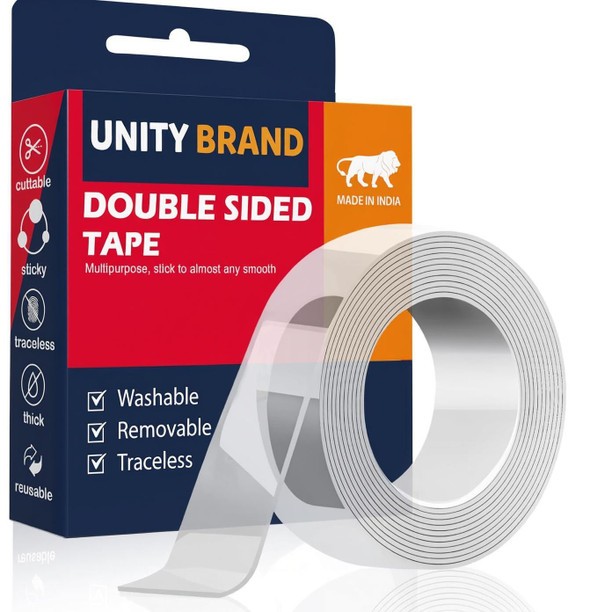 UNITY BRAND
MADE IN INDIA
DOUBLE SIDED
TAPE
Multipurpose, stick to almost any smooth
cuttable
sticky
traceless
thick
reusable
Washable
Removable
Traceless